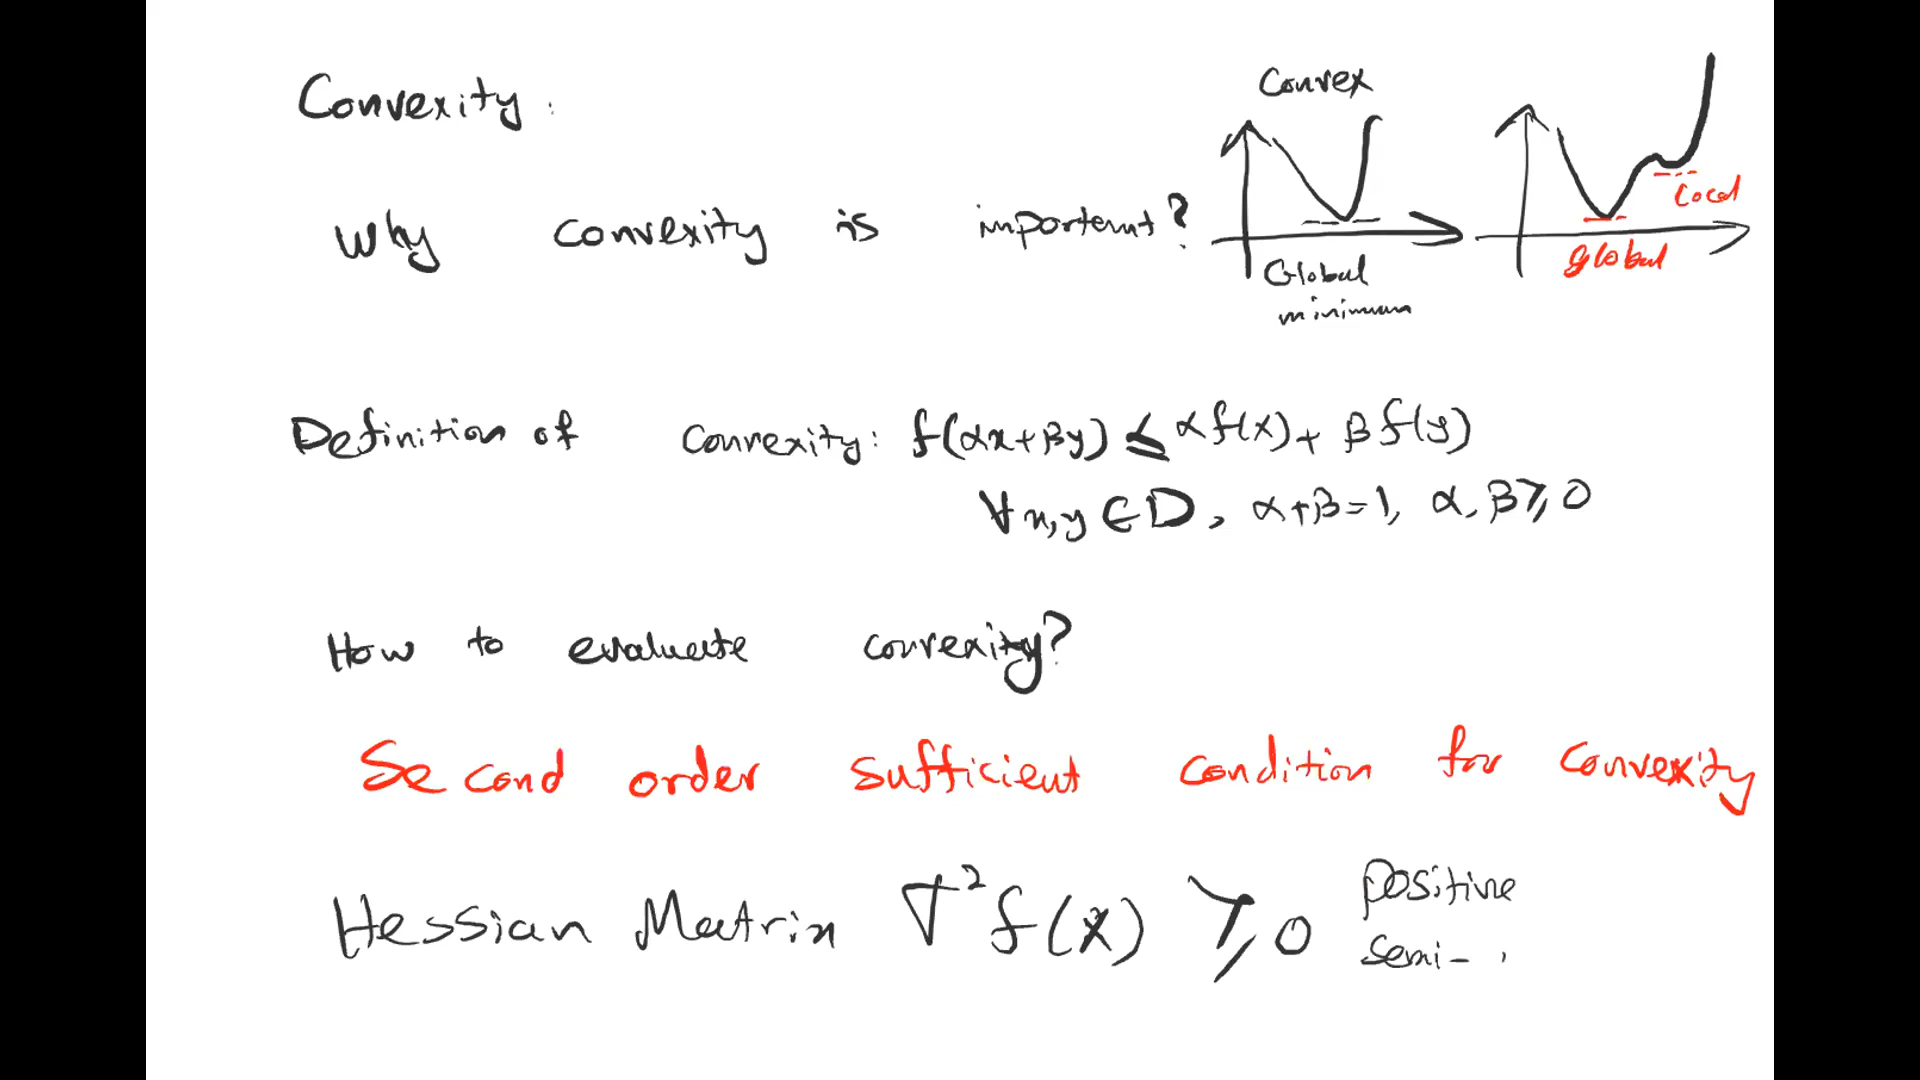 Convexity:
Why convexity is important?
Convex
Global
minimum
Local
global
Definition of convexity: f(αx+βy) ≤ αf(x) + βf(y)
∀x,y ∈ D, α+β=1, α, β ≥ 0
How to evaluate convexity?
Second order sufficient condition for convexity
Hessian Matrix ∇²f(x) ≥ 0
positive
semi-